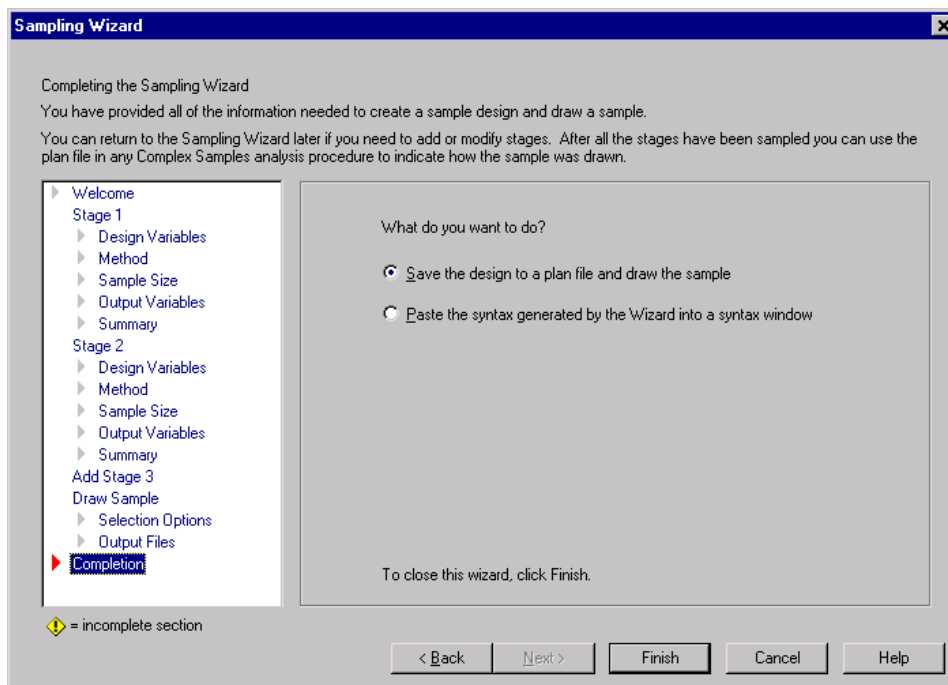 Sampling Wizard
Completing the Sampling Wizard
You have provided all of the information needed to create a sample design and draw a sample.
You can return to the Sampling Wizard later if you need to add or modify stages. After all the stages have been sampled you can use the
plan file in any Complex Samples analysis procedure to indicate how the sample was drawn.
Welcome
Stage 1
Design Variables
Method
Sample Size
Output Variables
Summary
Stage 2
Design Variables
Method
Sample Size
Output Variables
Summary
Add Stage 3
Draw Sample
Selection Options
Output Files
Completion
What do you want to do?
Save the design to a plan file and draw the sample
Paste the syntax generated by the Wizard into a syntax window
To close this wizard, click Finish.
= incomplete section
< Back Next > Finish Cancel Help